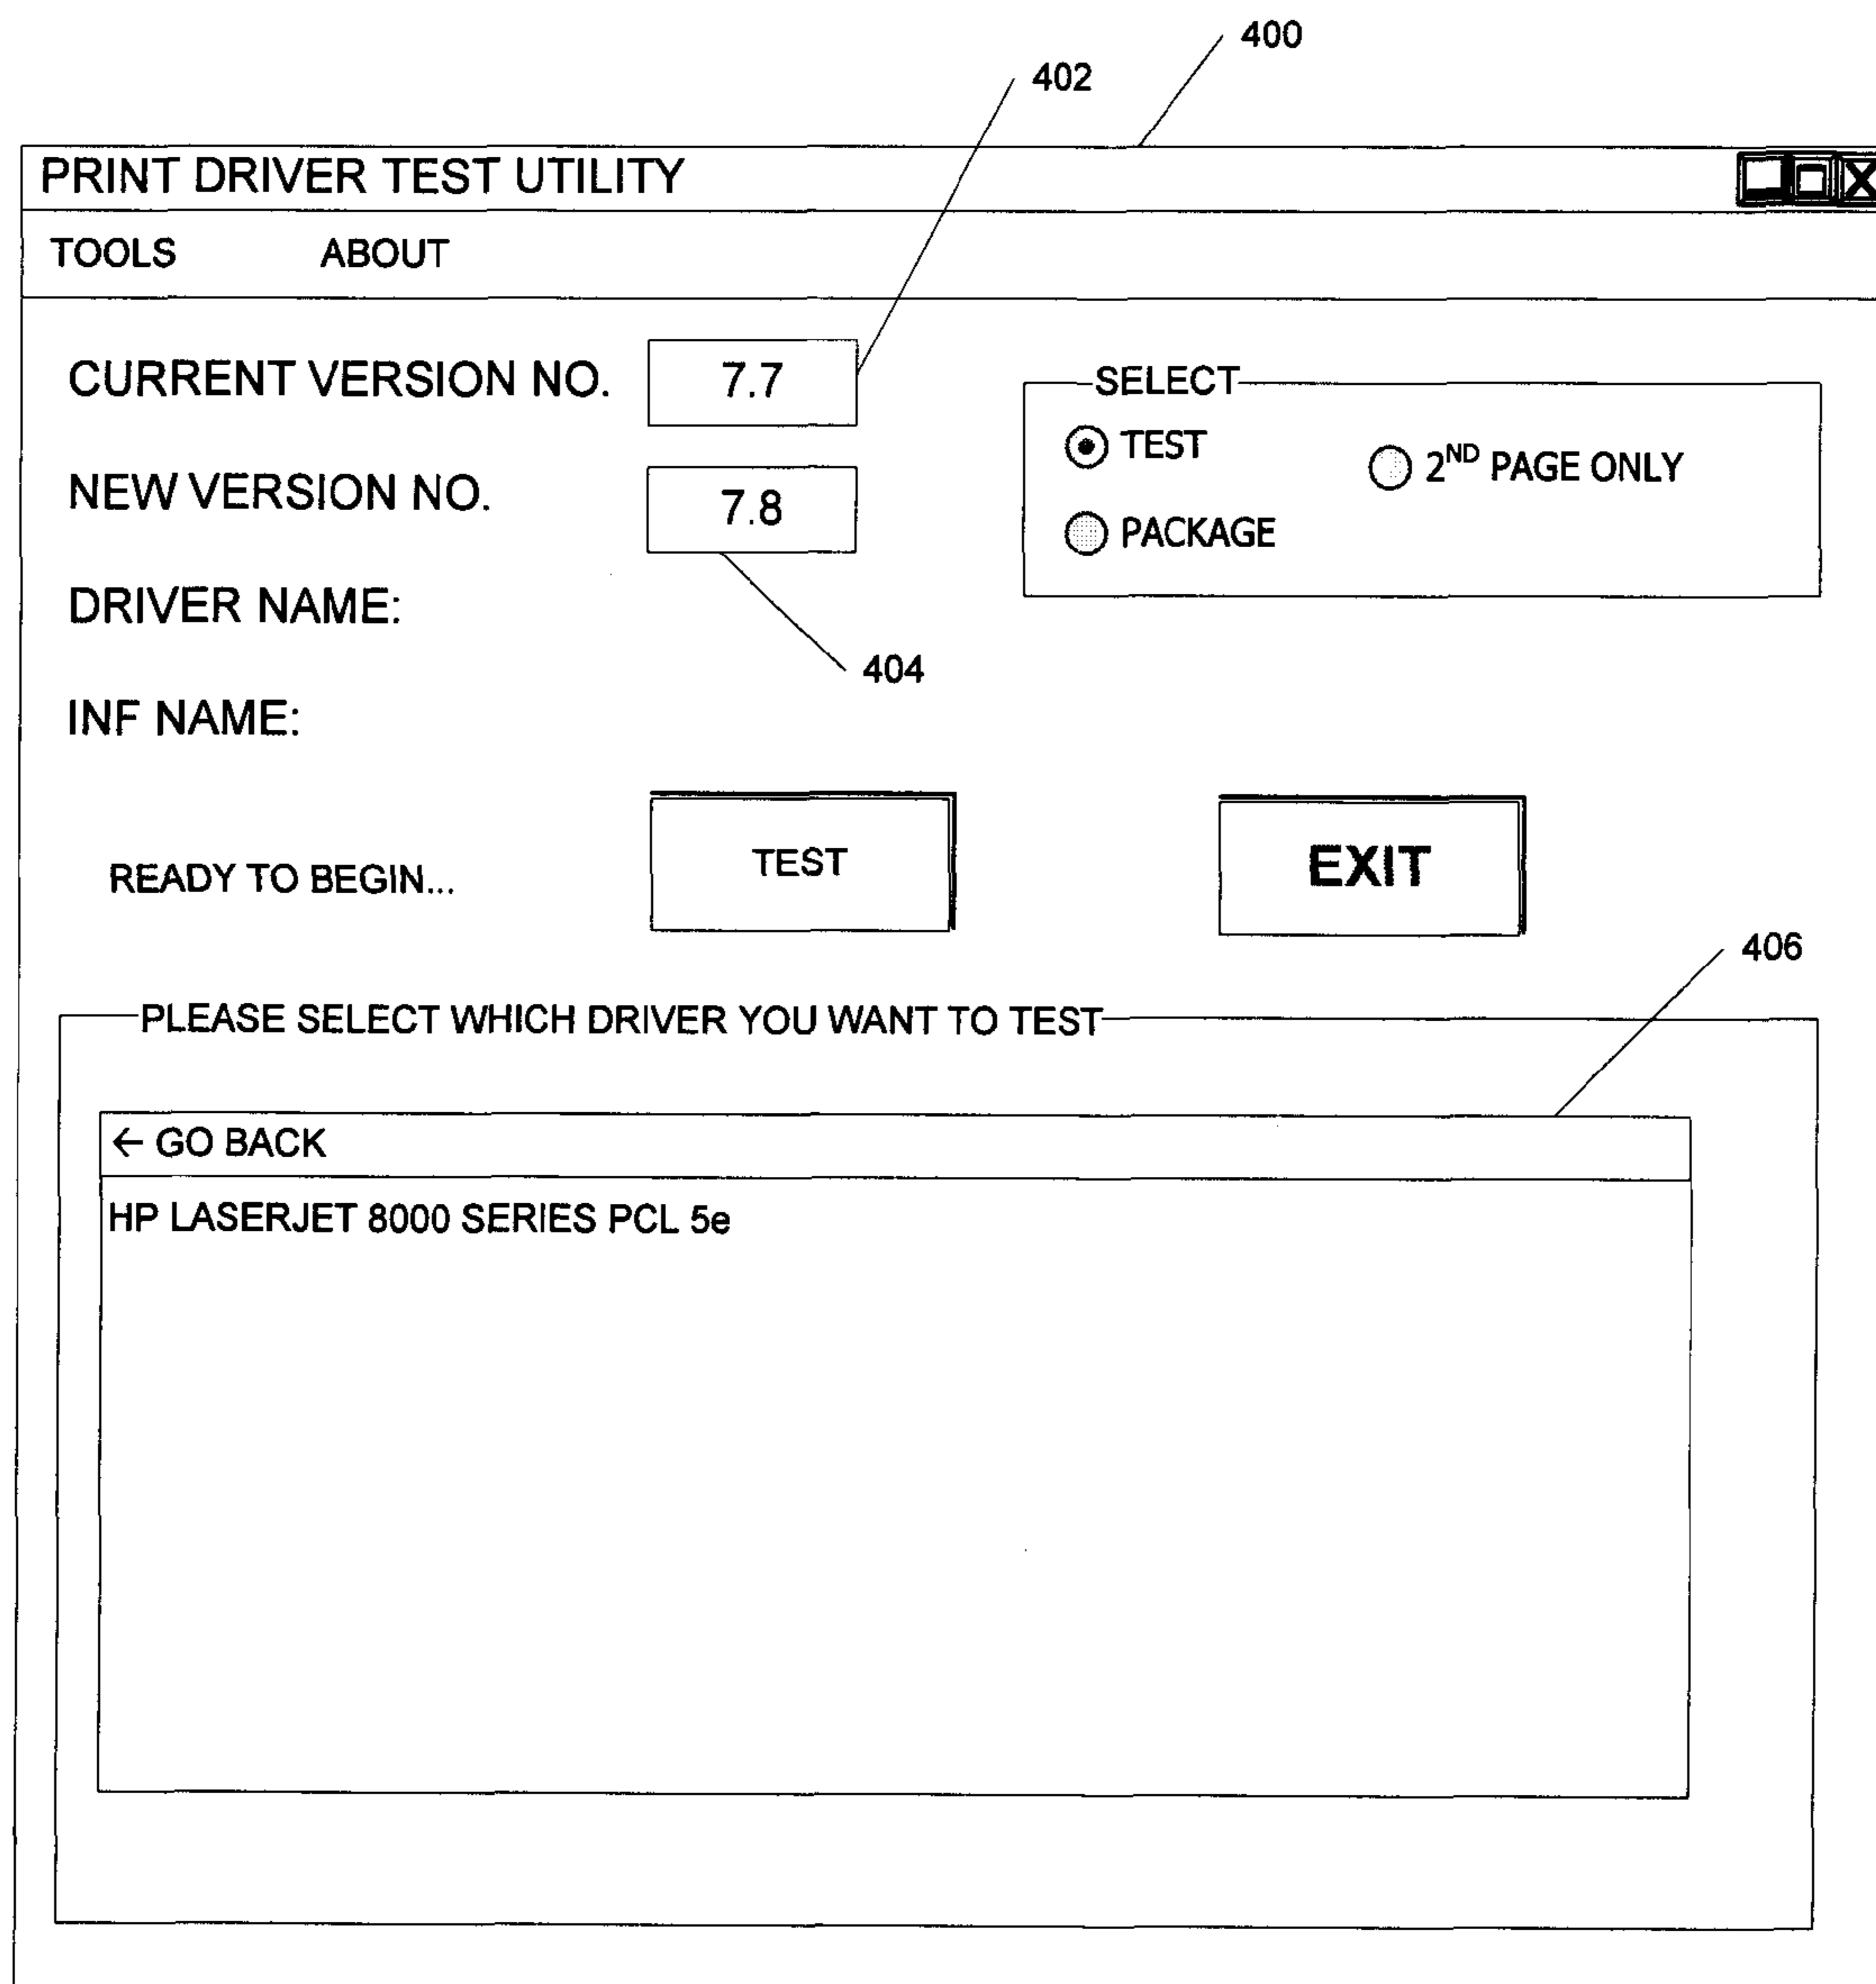 400
402
PRINT DRIVER TEST UTILITY
TOOLS ABOUT
CURRENT VERSION NO. 7.7
SELECT
TEST
2ND PAGE ONLY
PACKAGE
NEW VERSION NO. 7.8
DRIVER NAME:
404
INF NAME:
READY TO BEGIN... TEST EXIT
406
PLEASE SELECT WHICH DRIVER YOU WANT TO TEST
← GO BACK
HP LASERJET 8000 SERIES PCL 5e